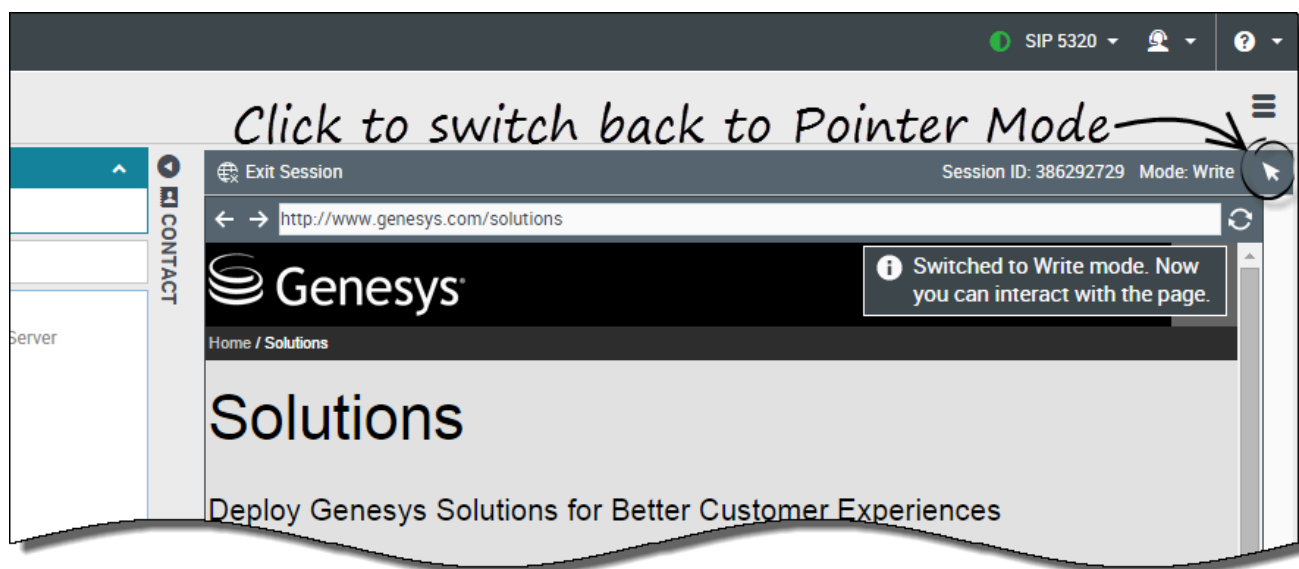 SIP 5320
Click to switch back to Pointer Mode
Exit Session
Session ID: 386292729 Mode: Write
CONTACT
http://www.genesys.com/solutions
Switched to Write mode. Now
you can interact with the page.
Genesys
Server
Home / Solutions
Solutions
Deploy Genesys Solutions for Better Customer Experiences